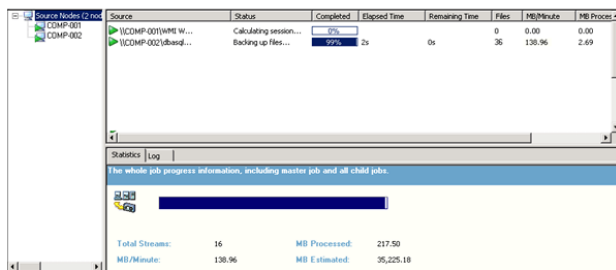 Source Nodes (2 nod
COMP-001
COMP-002
Source Status Completed Elapsed Time Remaining Time Files MB/Minute MB Proces
\\COMP-001\WMI W... Calculating session... 0% 0 0.00 0.00
\\COMP-002\dbasql... Backing up files... 99% 2s 0s 36 138.96 2.69
Statistics Log
The whole job progress information, including master job and all child jobs.
Total Streams: 16 MB Processed: 217.50
MB/Minute: 138.96 MB Estimated: 35,225.18